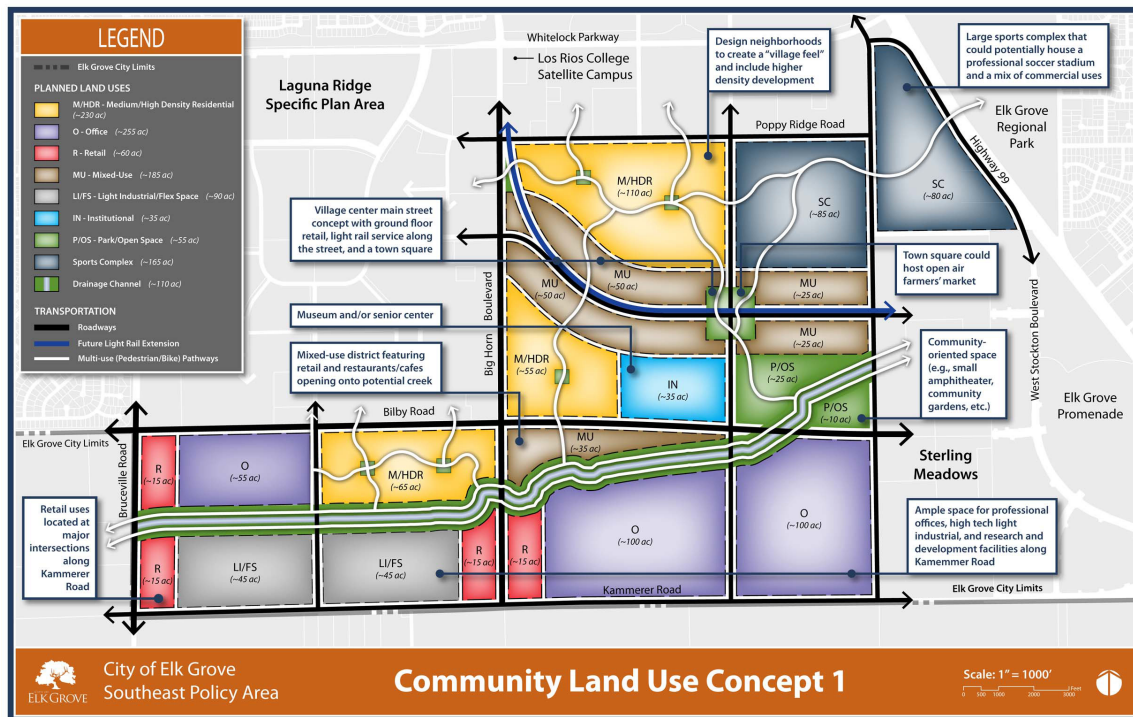 LEGEND
Elk Grove City Limits
PLANNED LAND USES
M/HDR - Medium/High Density Residential
(~230 ac)
O - Office (~255 ac)
R - Retail (~60 ac)
MU - Mixed-Use (~185 ac)
LI/FS - Light Industrial/Flex Space (~90 ac)
IN - Institutional (~35 ac)
P/OS - Park/Open Space (~55 ac)
Sports Complex (~165 ac)
Drainage Channel (~110 ac)
TRANSPORTATION
Roadways
Future Light Rail Extension
Multi-use (Pedestrian/Bike) Pathways
Laguna Ridge
Specific Plan Area
Whitelock Parkway
Los Rios College
Satellite Campus
Design neighborhoods
to create a “village feel”
and include higher
density development
Large sports complex that
could potentially house a
professional soccer stadium
and a mix of commercial uses
Elk Grove
Regional
Park
Highway 99
Poppy Ridge Road
M/HDR
(~110 ac)
SC
(~85 ac)
SC
(~80 ac)
Village center main street
concept with ground floor
retail, light rail service along
the street, and a town square
MU
(~50 ac)
MU
(~50 ac)
MU
(~25 ac)
MU
(~25 ac)
Town square could
host open air
farmers’ market
Big Horn Boulevard
Museum and/or senior center
Mixed-use district featuring
retail and restaurants/cafes
opening onto potential creek
M/HDR
(~55 ac)
IN
(~35 ac)
P/OS
(~25 ac)
P/OS
(~10 ac)
Community-
oriented space
(e.g., small
amphitheater,
community
gardens, etc.)
West Stockton Boulevard
Elk Grove
Promenade
Bilby Road
Elk Grove City Limits
Bruceville Road
R
(~15 ac)
O
(~55 ac)
M/HDR
(~65 ac)
MU
(~35 ac)
Sterling
Meadows
Retail uses
located at
major
intersections
along
Kammerer
Road
R
(~15 ac)
LI/FS
(~45 ac)
LI/FS
(~45 ac)
R
(~15 ac)
R
(~15 ac)
O
(~100 ac)
O
(~100 ac)
Ample space for professional
offices, high tech light
industrial, and research and
development facilities along
Kamemmer Road
Kammerer Road
Elk Grove City Limits
CITY OF
ELK GROVE
City of Elk Grove
Southeast Policy Area
Community Land Use Concept 1
Scale: 1” = 1000’
0 500 1000 2000 3000 Feet